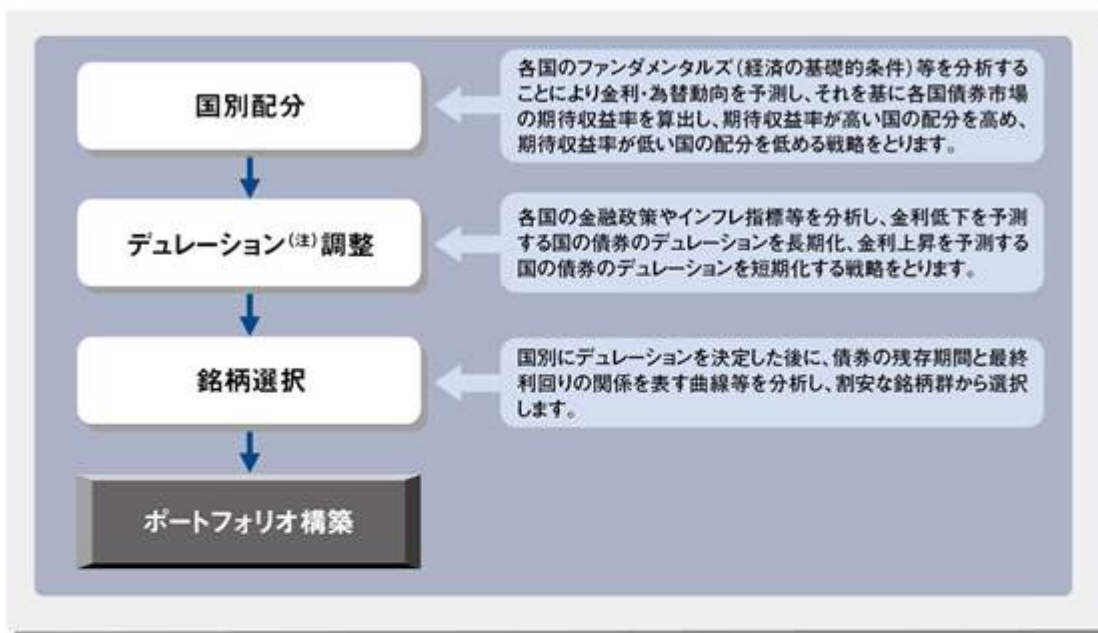 国別配分
各国のファンダメンタルズ(経済の基礎的条件)等を分析する
ことにより金利・為替動向を予測し、それを基に各国債券市場
の期待収益率を算出し、期待収益率が高い国の配分を高め、
期待収益率が低い国の配分を低める戦略をとります。
デュレーション(注)調整
各国の金融政策やインフレ指標等を分析し、金利低下を予測
する国の債券のデュレーションを長期化、金利上昇を予測する
国の債券のデュレーションを短期化する戦略をとります。
銘柄選択
国別にデュレーションを決定した後に、債券の残存期間と最終
利回りの関係を表す曲線等を分析し、割安な銘柄群から選択
します。
ポートフォリオ構築